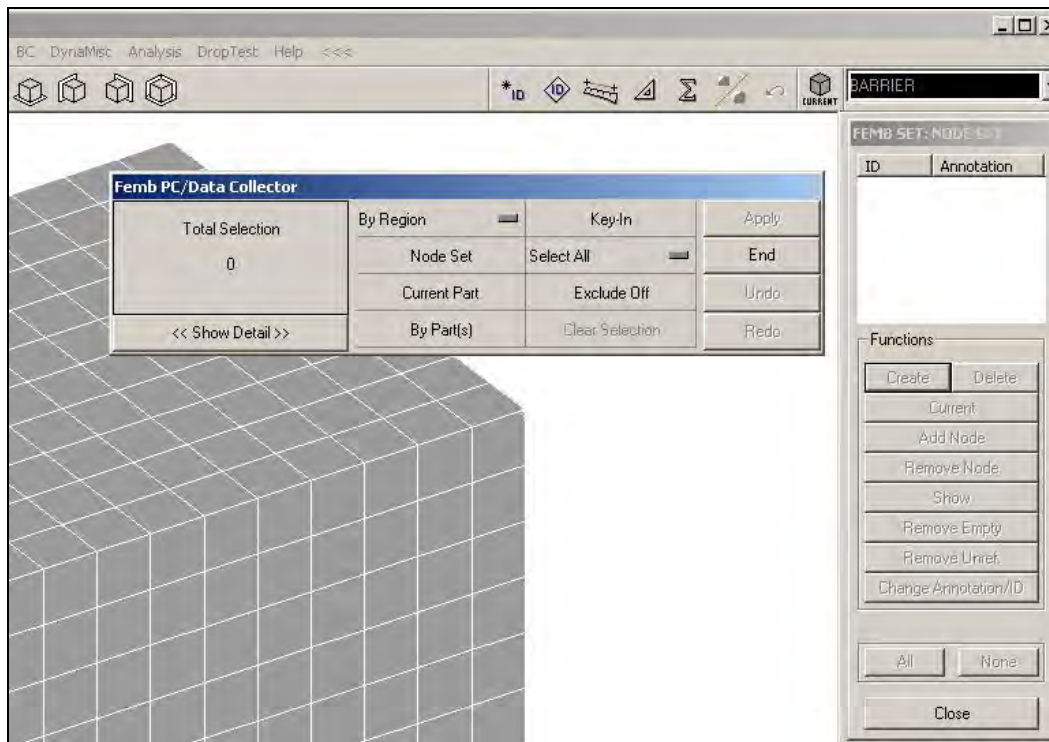 BC DynaMisc Analysis DropTest Help <<<
*ID ID CURRENT BARRIER
FEMB SET: NODE SET
ID Annotation
Femb PC/Data Collector
Total Selection
0
<< Show Detail >>
By Region Key-In Apply
Node Set Select All End
Current Part Exclude Off Undo
By Part(s) Clear Selection Redo
Functions
Create Delete
Current
Add Node
Remove Node
Show
Remove Empty
Remove Unref.
Change Annotation/ID
All None
Close